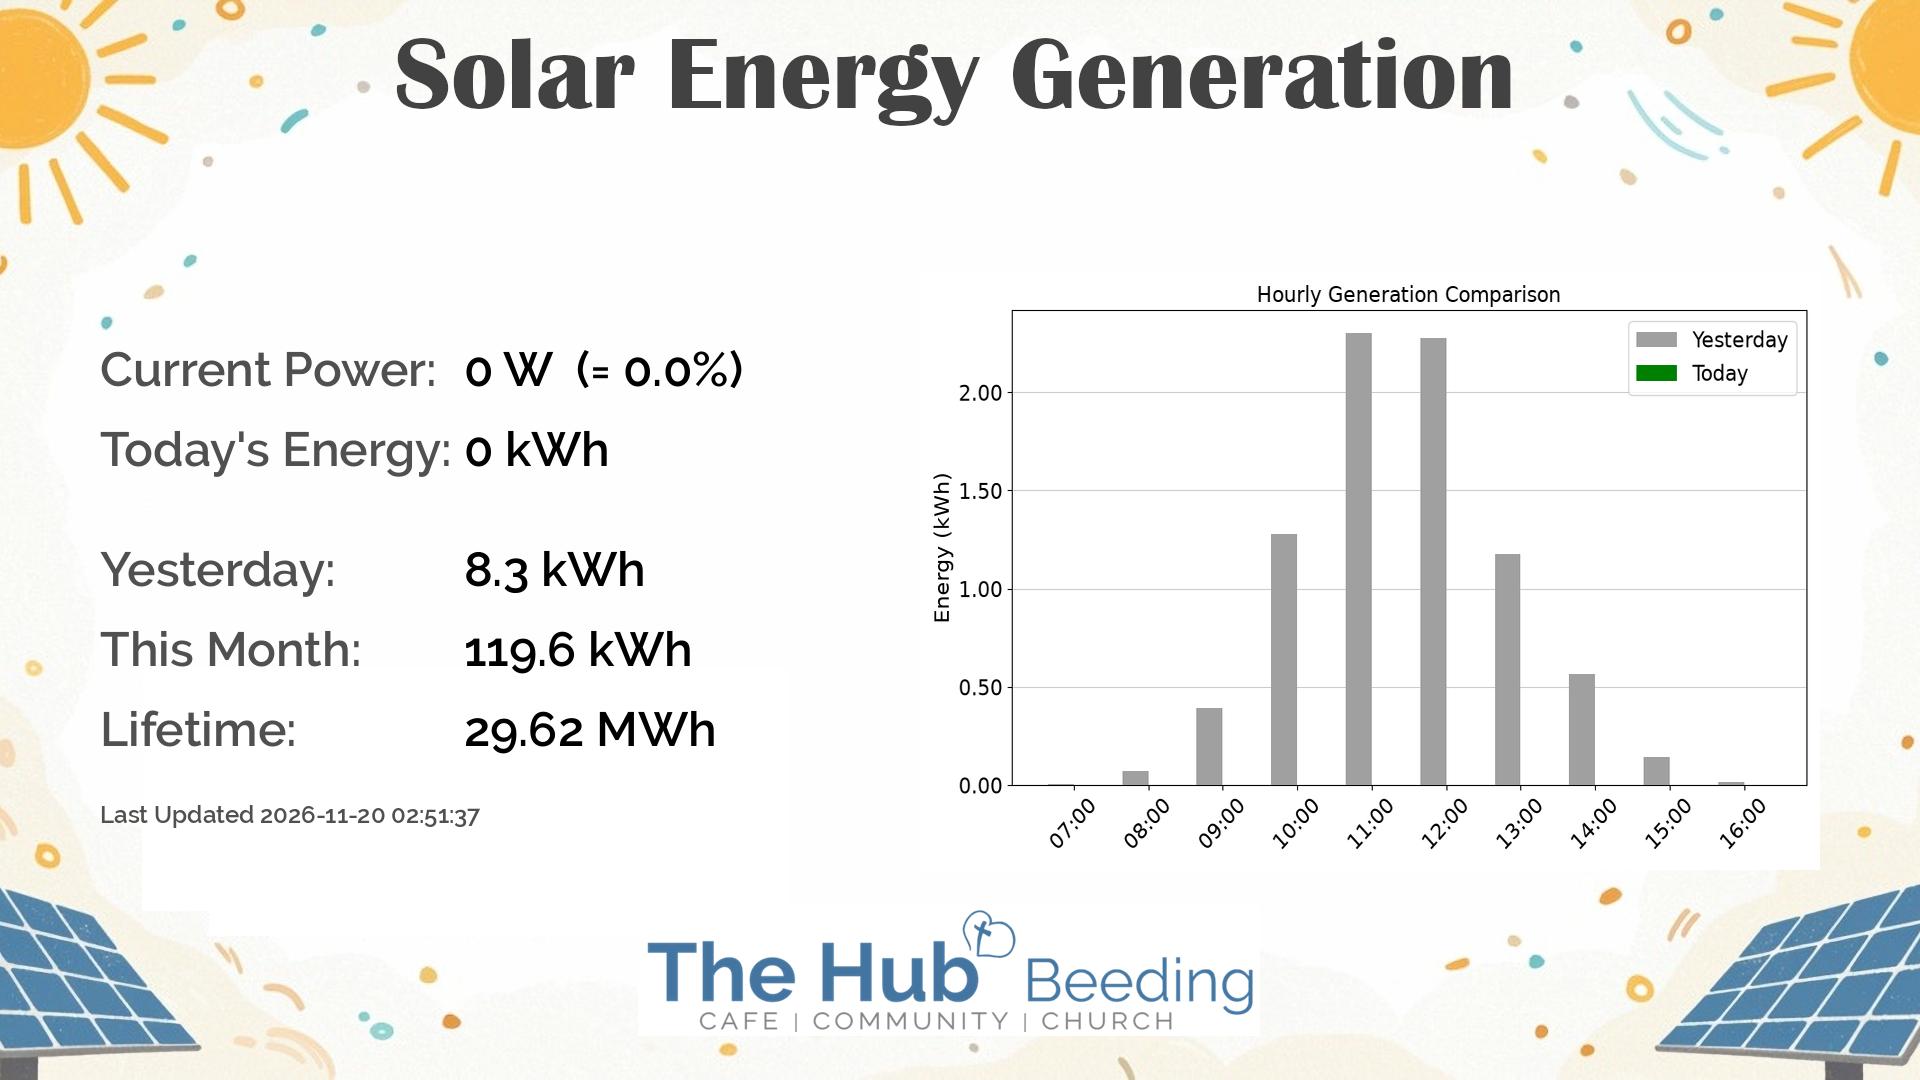 Solar Energy Generation
Current Power: 0 W (= 0.0%)
Today's Energy: 0 kWh
Yesterday: 8.3 kWh
This Month: 119.6 kWh
Lifetime: 29.62 MWh
Last Updated 2026-11-20 02:51:37
Hourly Generation Comparison
Yesterday
Today
Energy (kWh)
2.00
1.50
1.00
0.50
0.00
07:00 08:00 09:00 10:00 11:00 12:00 13:00 14:00 15:00 16:00
The Hub Beeding
CAFE | COMMUNITY | CHURCH